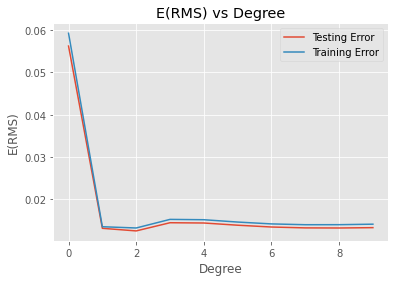 E(RMS) vs Degree
Testing Error
Training Error
0.06
0.05
0.04
0.03
0.02
E(RMS)
0 2 4 6 8
Degree